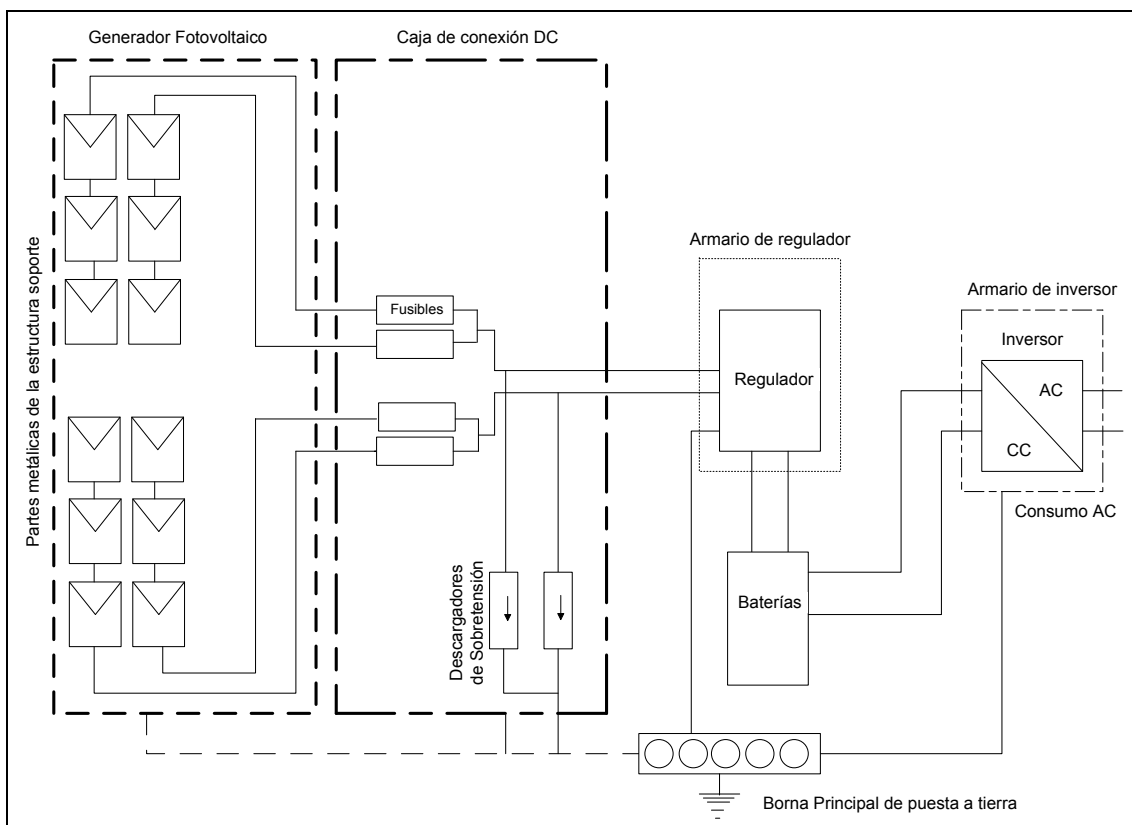 Generador Fotovoltaico
Caja de conexión DC
Partes metálicas de la estructura soporte
Fusibles
Descargadores
de Sobretensión
Armario de regulador
Regulador
Baterías
Armario de inversor
Inversor
AC
CC
Consumo AC
Borna Principal de puesta a tierra